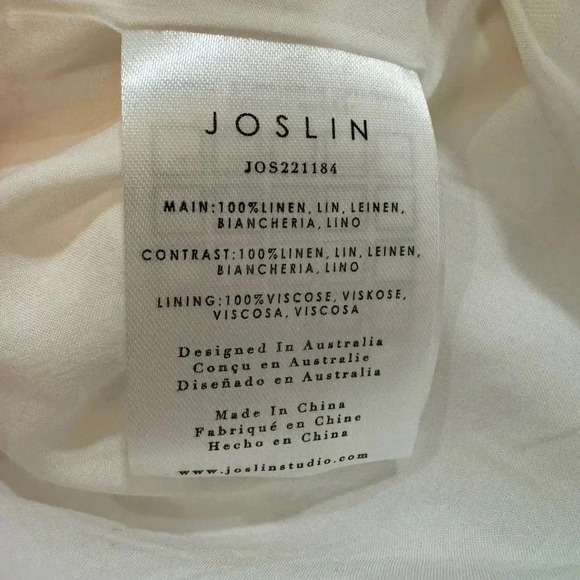 JOSLIN
JOS221184
MAIN:100%LINEN, LIN, LEINEN,
BIANCHERIA, LINO
CONTRAST:100%LINEN, LIN, LEINEN,
BIANCHERIA, LINO
LINING:100%VISCOSE, VISKOSE,
VISCOSA, VISCOSA
Designed In Australia
Conçu en Australie
Diseñado en Australia
Made In China
Fabriqué en Chine
Hecho en China
www.joslinstudio.com